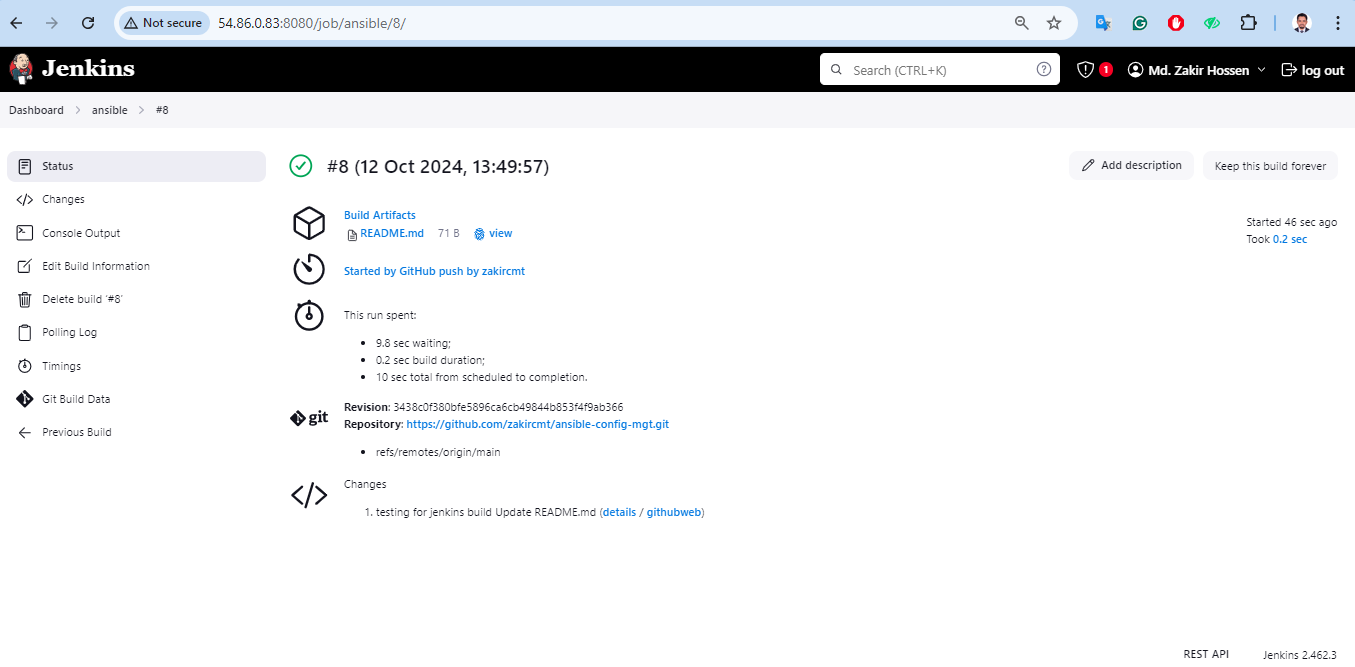 Not secure 54.86.0.83:8080/job/ansible/8/
Jenkins
Search (CTRL+K)
1
Md. Zakir Hossen
log out
Dashboard > ansible > #8
Status
Changes
Console Output
Edit Build Information
Delete build '#8'
Polling Log
Timings
Git Build Data
Previous Build
#8 (12 Oct 2024, 13:49:57)
Add description
Keep this build forever
Started 46 sec ago
Took 0.2 sec
Build Artifacts
README.md 71 B view
Started by GitHub push by zakircmt
This run spent:
9.8 sec waiting;
0.2 sec build duration;
10 sec total from scheduled to completion.
git
Revision: 3438c0f380bfe5896ca6cb49844b853f4f9ab366
Repository: https://github.com/zakircmt/ansible-config-mgt.git
refs/remotes/origin/main
Changes
1. testing for jenkins build Update README.md (details / githubweb)
REST API
Jenkins 2.462.3